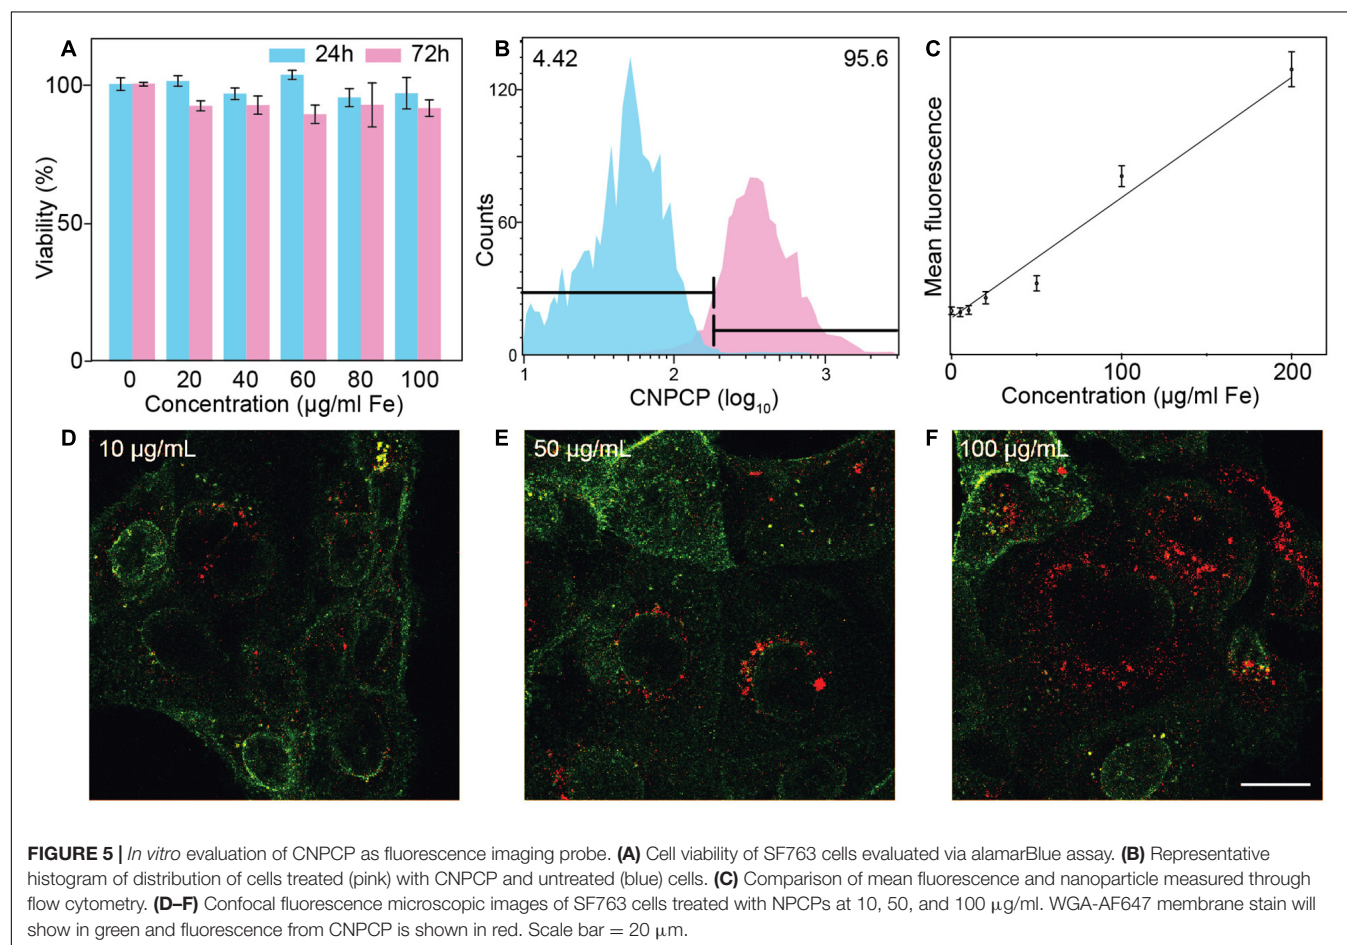 A
24h
72h
100
50
0
Viability (%)
0 20 40 60 80 100
Concentration (µg/ml Fe)
B
4.42
95.6
120
60
0
Counts
1 2 3
CNPCP (log10)
C
Mean fluorescence
0 100 200
Concentration (µg/ml Fe)
D
10 µg/mL
E
50 µg/mL
F
100 µg/mL
FIGURE 5 | In vitro evaluation of CNPCP as fluorescence imaging probe. (A) Cell viability of SF763 cells evaluated via alamarBlue assay. (B) Representative
histogram of distribution of cells treated (pink) with CNPCP and untreated (blue) cells. (C) Comparison of mean fluorescence and nanoparticle measured through
flow cytometry. (D–F) Confocal fluorescence microscopic images of SF763 cells treated with NPCPs at 10, 50, and 100 µg/ml. WGA-AF647 membrane stain will
show in green and fluorescence from CNPCP is shown in red. Scale bar = 20 µm.